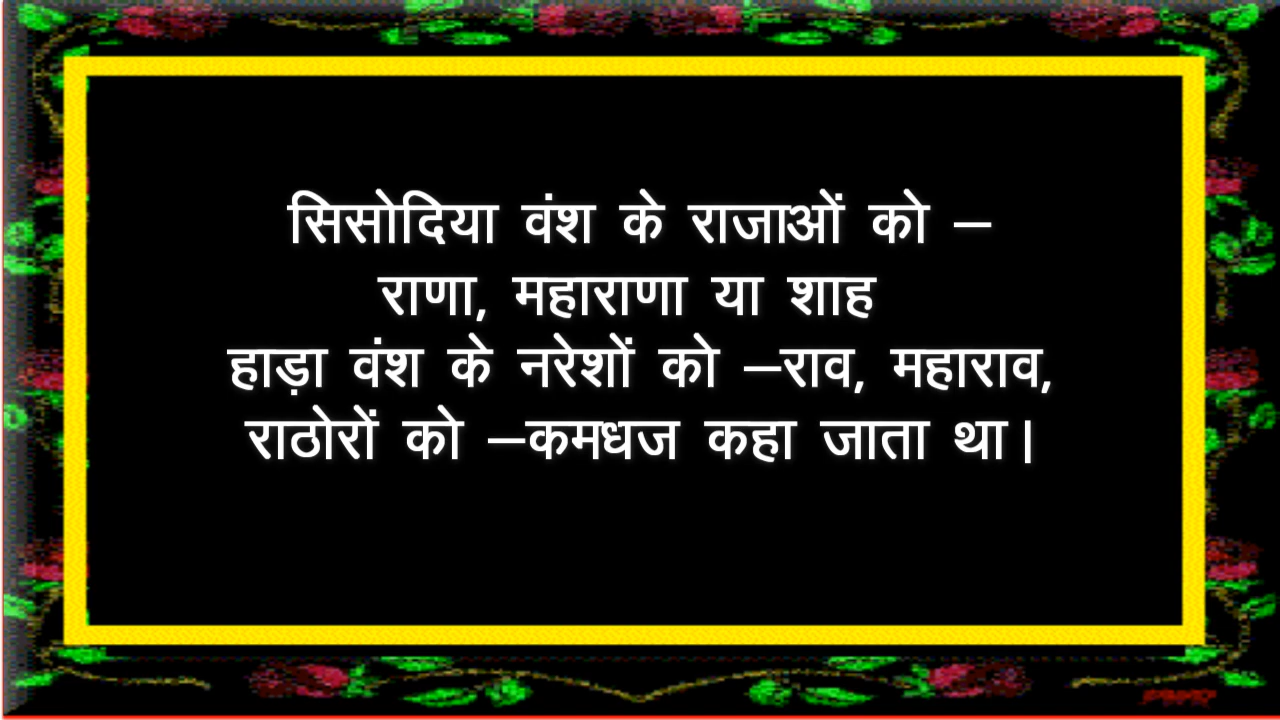 सिसोदिया वंश के राजाओं को –
राणा, महाराणा या शाह
हाड़ा वंश के नरेशों को –राव, महाराव,
राठोरों को –कमधज कहा जाता था।